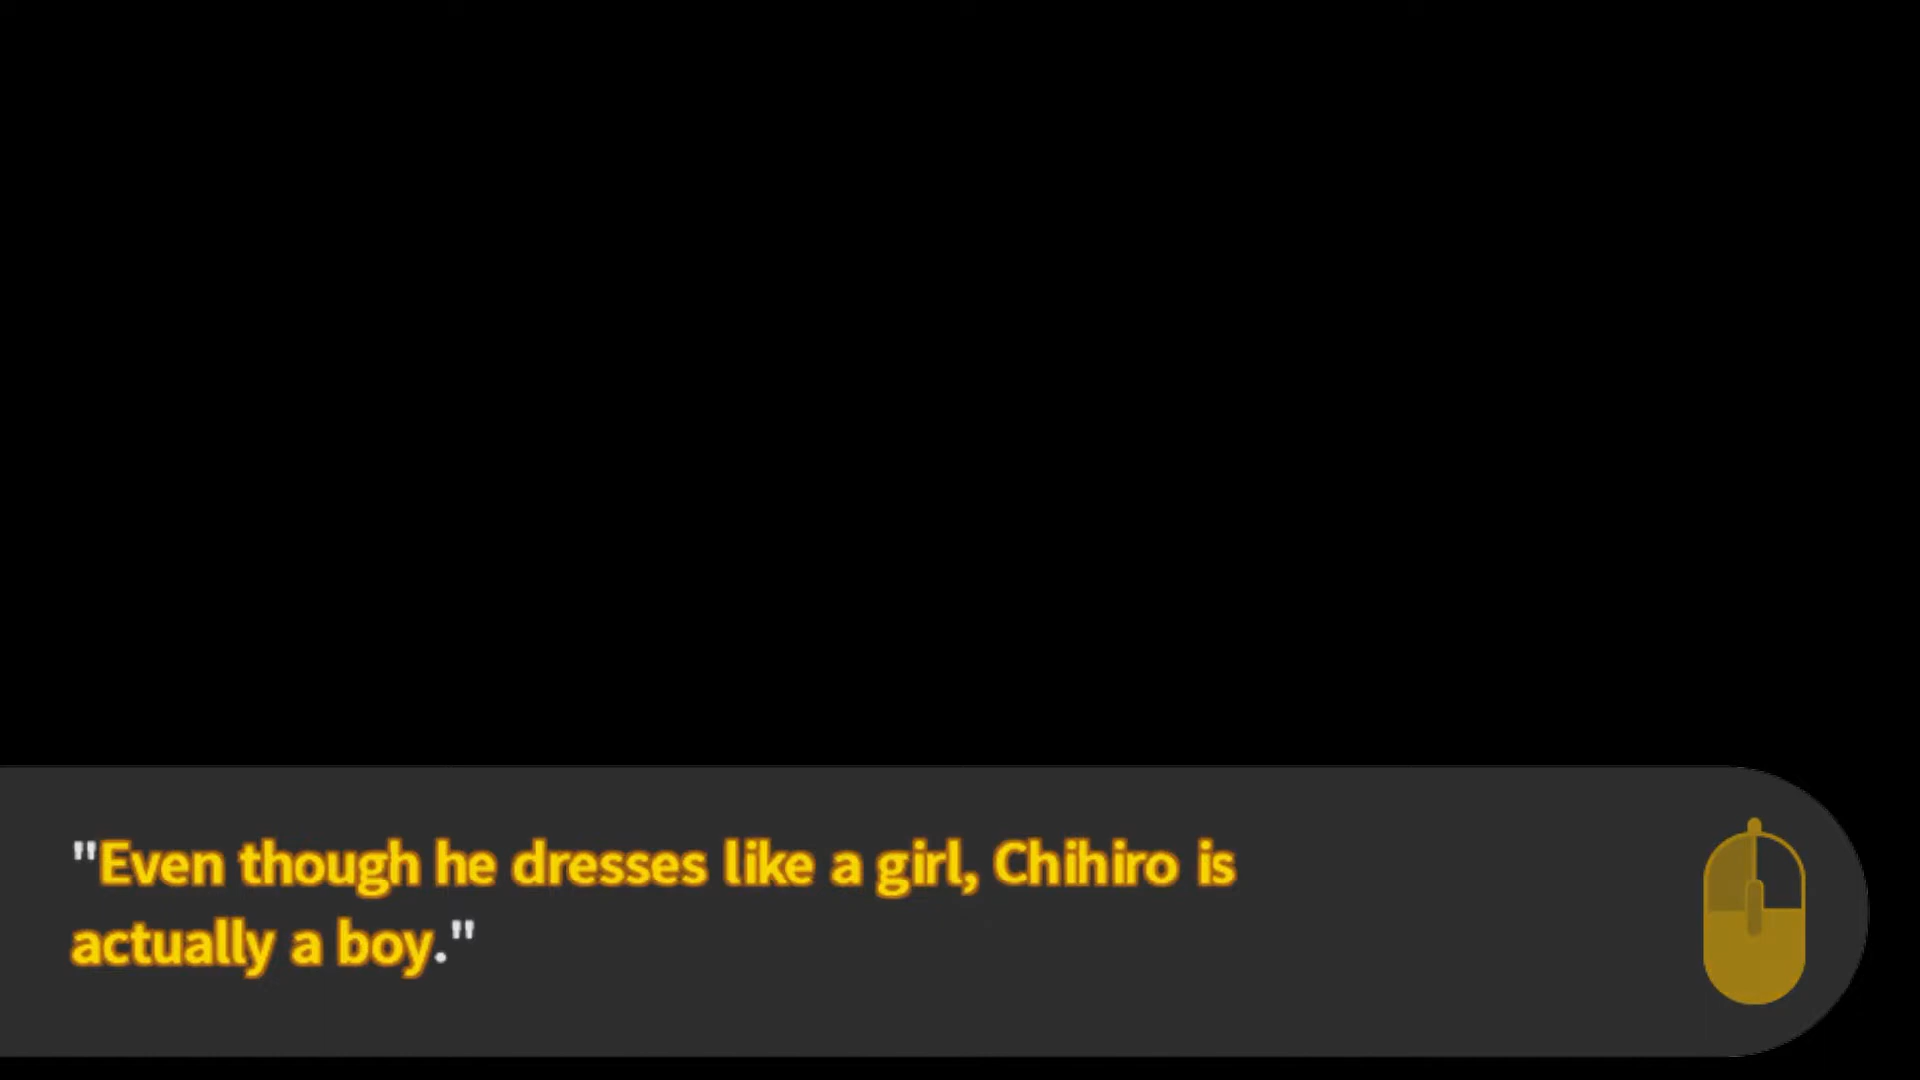 "Even though he dresses like a girl, Chihiro is
actually a boy."